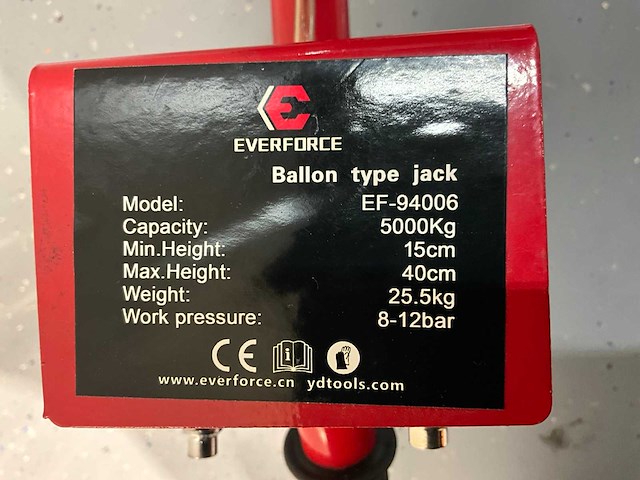 EVERFORCE
Ballon type jack
Model: EF-94006
Capacity: 5000Kg
Min.Height: 15cm
Max.Height: 40cm
Weight: 25.5kg
Work pressure: 8-12bar
CE
www.everforce.cn ydtools.com